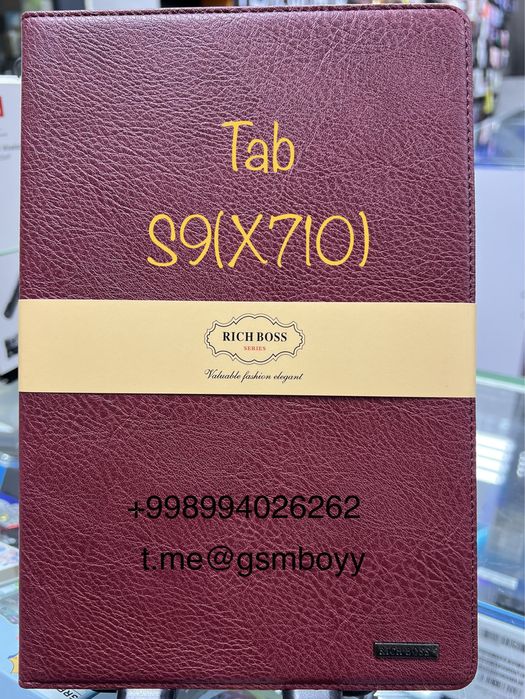 Tab
S9(X710)
RICH BOSS
SERIES
Valuable fashion elegant
+998994026262
t.me@gsmboyy
RICH BOSS